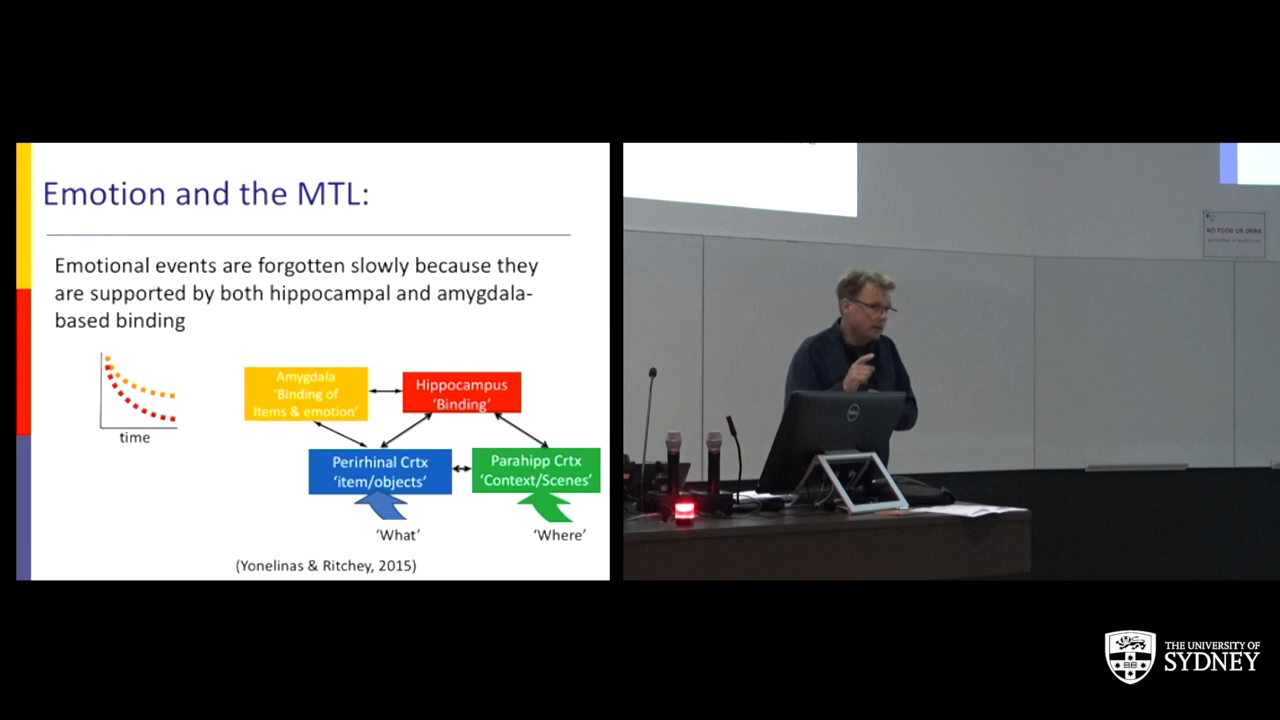 Emotion and the MTL:
Emotional events are forgotten slowly because they
are supported by both hippocampal and amygdala-
based binding
time
Amygdala
'Binding of
Items & emotion'
Hippocampus
'Binding'
Perirhinal Crtx
'item/objects'
Parahipp Crtx
'Context/Scenes'
'What'
'Where'
(Yonelinas & Ritchey, 2015)
NO FOOD OR DRINK
DELL
THE UNIVERSITY OF
SYDNEY